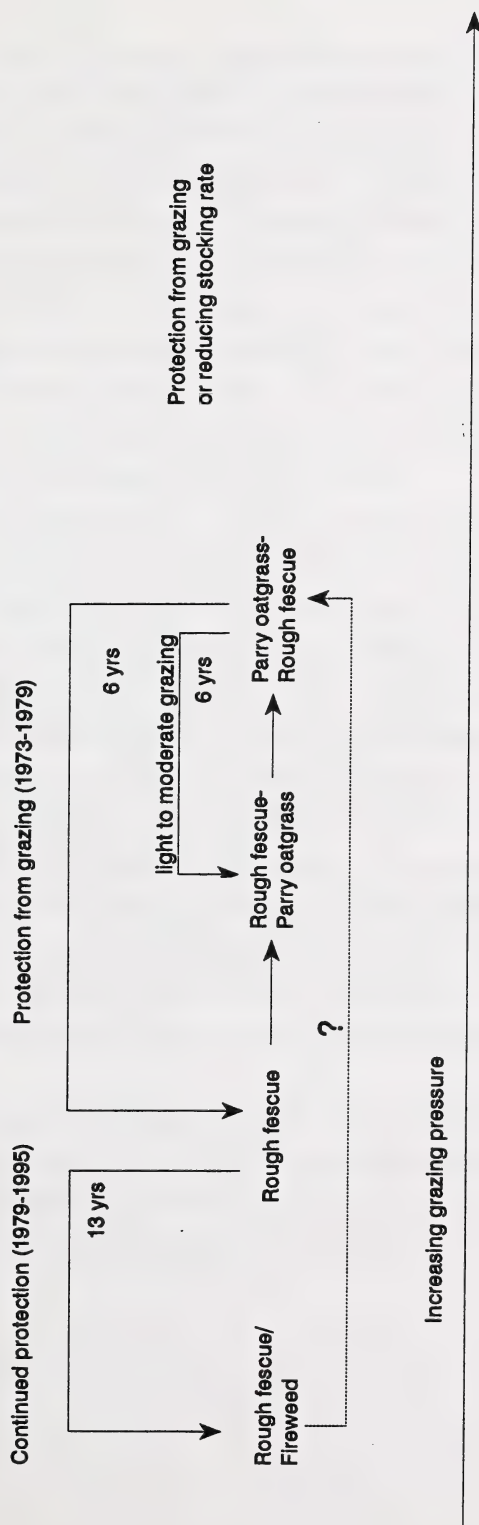 Continued protection (1979-1995)
Protection from grazing (1973-1979)
13 yrs
6 yrs
light to moderate grazing
6 yrs
Protection from grazing
or reducing stocking rate
Rough fescue/
Fireweed
Rough fescue
Rough fescue-
Parry oatgrass
Parry oatgrass-
Rough fescue
?
Increasing grazing pressure